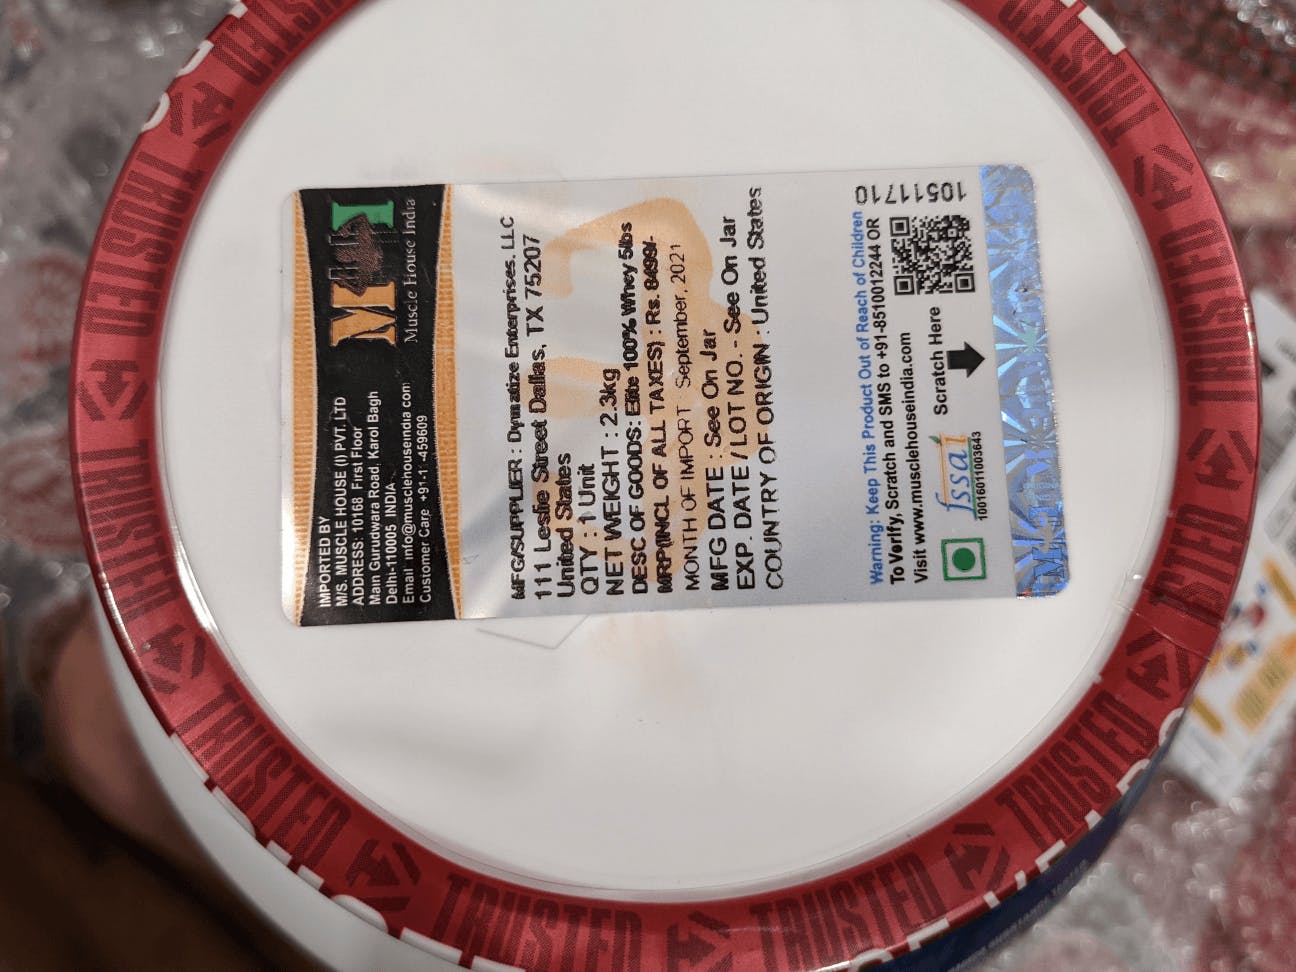 IMPORTED BY
M/S. MUSCLE HOUSE (I) PVT. LTD
ADDRESS: 10168 First Floor
Main Gurudwara Road, Karol Bagh
Delhi-110005 INDIA
Email info@musclehouseindia.com
Customer Care +91-11-459609
MHI
Muscle House India
MFG/SUPPLIER : Dymatize Enterprises, LLC
111 Leslie Street Dallas, TX 75207
United States
QTY : 1 Unit
NET WEIGHT : 2.3kg
DESC OF GOODS: Elite 100% Whey 5lbs
MRP(INCL OF ALL TAXES) : Rs. 8499/-
MONTH OF IMPORT : September, 2021
MFG DATE : See On Jar
EXP. DATE / LOT NO. - See On Jar
COUNTRY OF ORIGIN : United States
Warning: Keep This Product Out of Reach of Children
To Verify, Scratch and SMS to +91-8510012244 OR
Visit www.musclehouseindia.com
Scratch Here
fssai
10016011003643
10511710
TRUSTED
TRUSTED
TRUSTED
TRUSTED
TRUSTED
TRUSTED
TRUSTED
TRUSTED
TRUSTED
TRUSTED